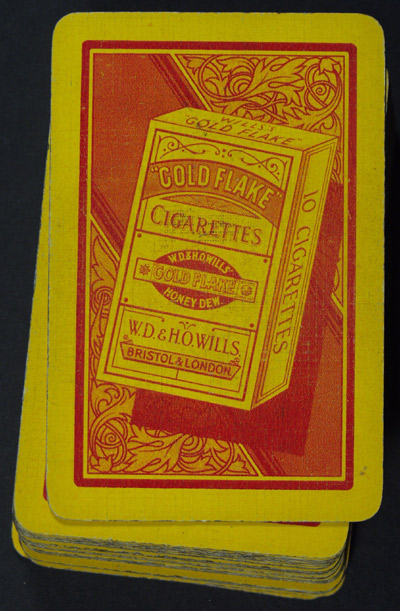 WILLS'S
"GOLD FLAKE"
"GOLD FLAKE"
CIGARETTES
W.D.& H.O.WILLS'
GOLD FLAKE
HONEY DEW
W.D.& H.O.WILLS,
BRISTOL & LONDON.
10 CIGARETTES